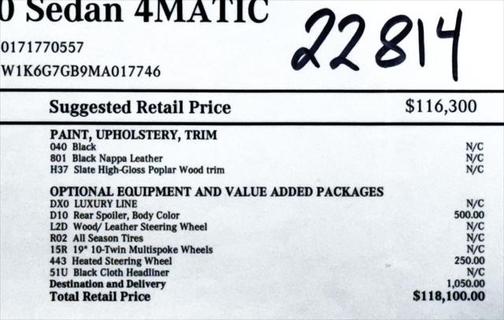 0 Sedan 4MATIC
22814
0171770557
W1K6G7GB9MA017746
Suggested Retail Price $116,300
PAINT, UPHOLSTERY, TRIM
040 Black N/C
801 Black Nappa Leather N/C
H37 Slate High-Gloss Poplar Wood trim N/C
OPTIONAL EQUIPMENT AND VALUE ADDED PACKAGES
DX0 LUXURY LINE N/C
D10 Rear Spoiler, Body Color 500.00
L2D Wood/ Leather Steering Wheel N/C
R02 All Season Tires N/C
15R 19" 10-Twin Multispoke Wheels N/C
443 Heated Steering Wheel 250.00
51U Black Cloth Headliner N/C
Destination and Delivery 1,050.00
Total Retail Price $118,100.00